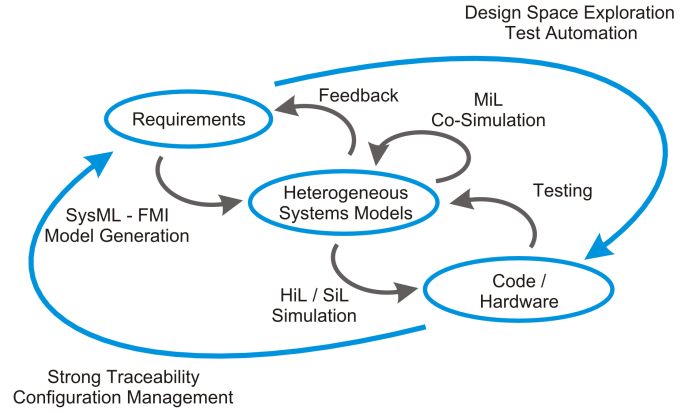 Design Space Exploration
Test Automation
Feedback
MiL
Co-Simulation
Requirements
Heterogeneous
Systems Models
Testing
SysML - FMI
Model Generation
Code /
Hardware
HiL / SiL
Simulation
Strong Traceability
Configuration Management